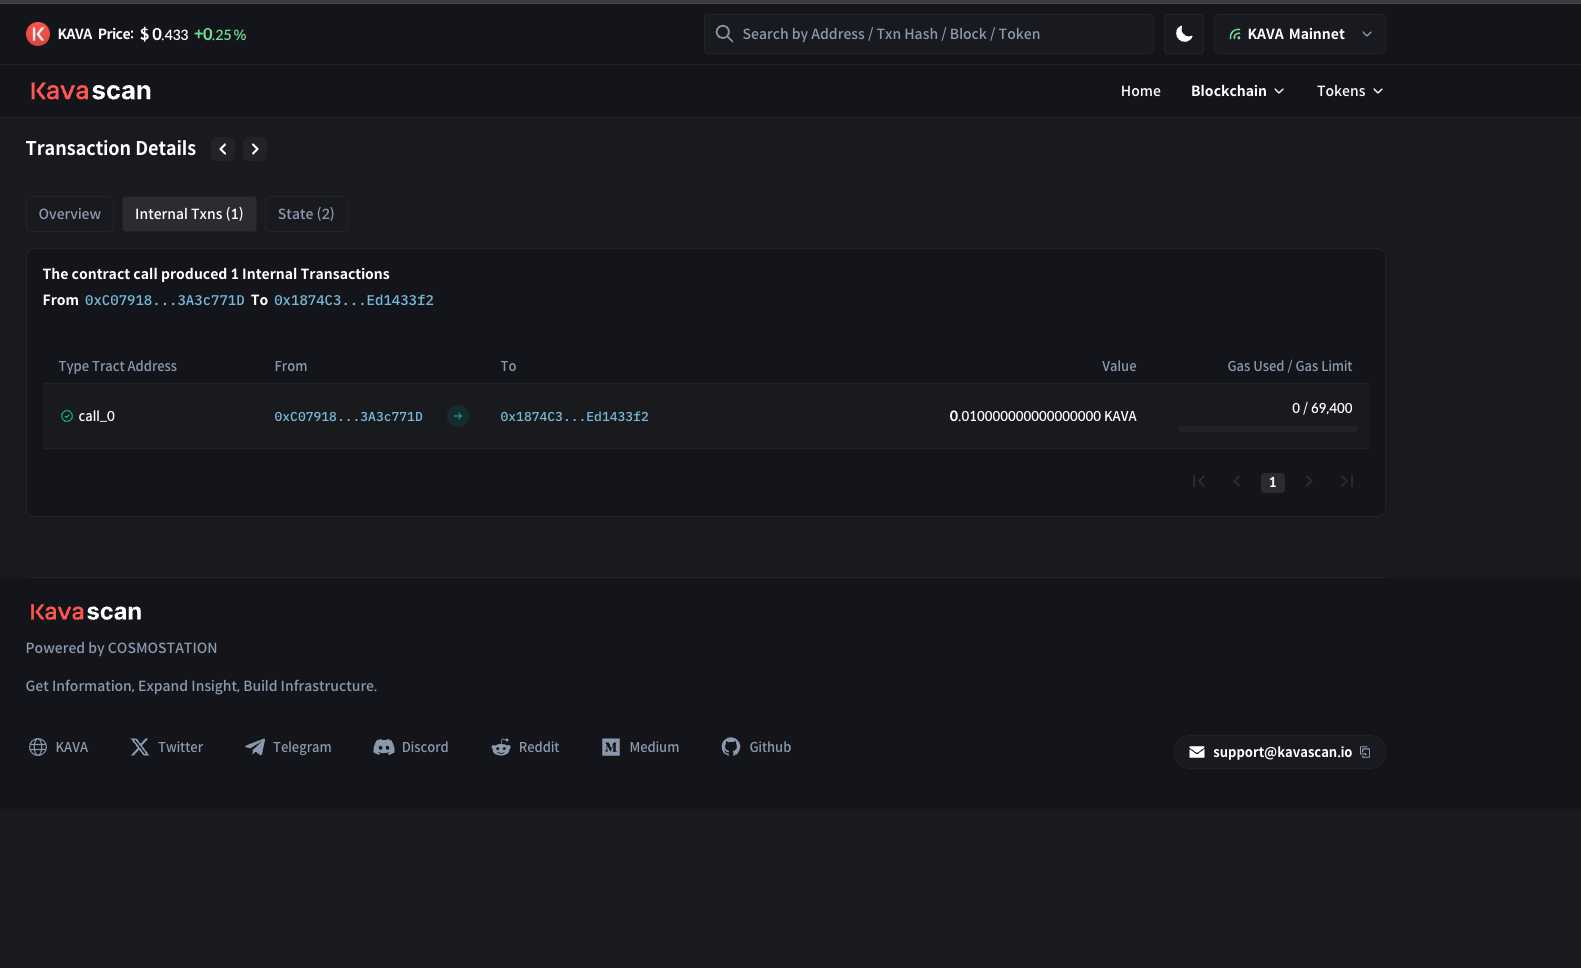 KAVA Price: $ 0.433 +0.25%
Search by Address / Txn Hash / Block / Token
KAVA Mainnet
Kavascan
Home Blockchain Tokens
Transaction Details
Overview Internal Txns (1) State (2)
The contract call produced 1 Internal Transactions
From 0xC07918...3A3c771D To 0x1874C3...Ed1433f2
Type Tract Address From To Value Gas Used / Gas Limit
call_0 0xC07918...3A3c771D 0x1874C3...Ed1433f2 0.010000000000000000 KAVA 0 / 69,400
1
Kavascan
Powered by COSMOSTATION
Get Information, Expand Insight, Build Infrastructure.
KAVA Twitter Telegram Discord Reddit Medium Github
support@kavascan.io